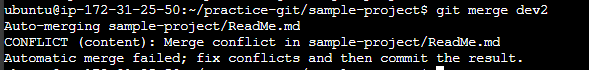 ubuntu@ip-172-31-25-50:~/practice-git/sample-project$ git merge dev2
Auto-merging sample-project/ReadMe.md
CONFLICT (content): Merge conflict in sample-project/ReadMe.md
Automatic merge failed; fix conflicts and then commit the result.